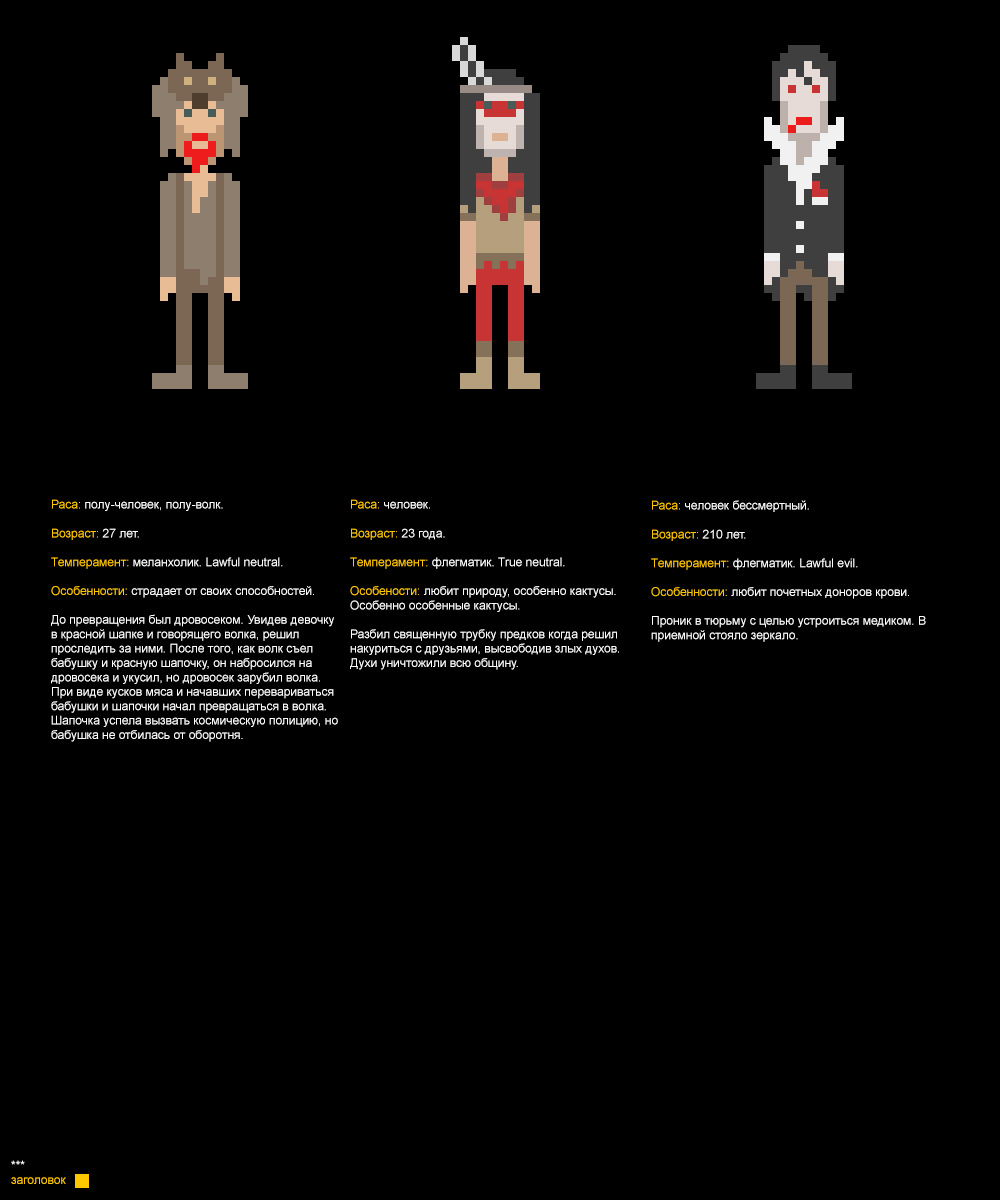 Раса: полу-человек, полу-волк.
Возраст: 27 лет.
Темперамент: меланхолик. Lawful neutral.
Особенности: страдает от своих способностей.
До превращения был дровосеком. Увидев девочку
в красной шапке и говорящего волка, решил
проследить за ними. После того, как волк съел
бабушку и красную шапочку, он набросился на
дровосека и укусил, но дровосек зарубил волка.
При виде кусков мяса и начавших перевариваться
бабушки и шапочки начал превращаться в волка.
Шапочка успела вызвать космическую полицию, но
бабушка не отбилась от оборотня.
Раса: человек.
Возраст: 23 года.
Темперамент: флегматик. True neutral.
Особености: любит природу, особенно кактусы.
Особенно особенные кактусы.
Разбил священную трубку предков когда решил
накуриться с друзьями, высвободив злых духов.
Духи уничтожили всю общину.
Раса: человек бессмертный.
Возраст: 210 лет.
Темперамент: флегматик. Lawful evil.
Особенности: любит почетных доноров крови.
Проник в тюрьму с целью устроиться медиком. В
приемной стояло зеркало.
***
заголовок